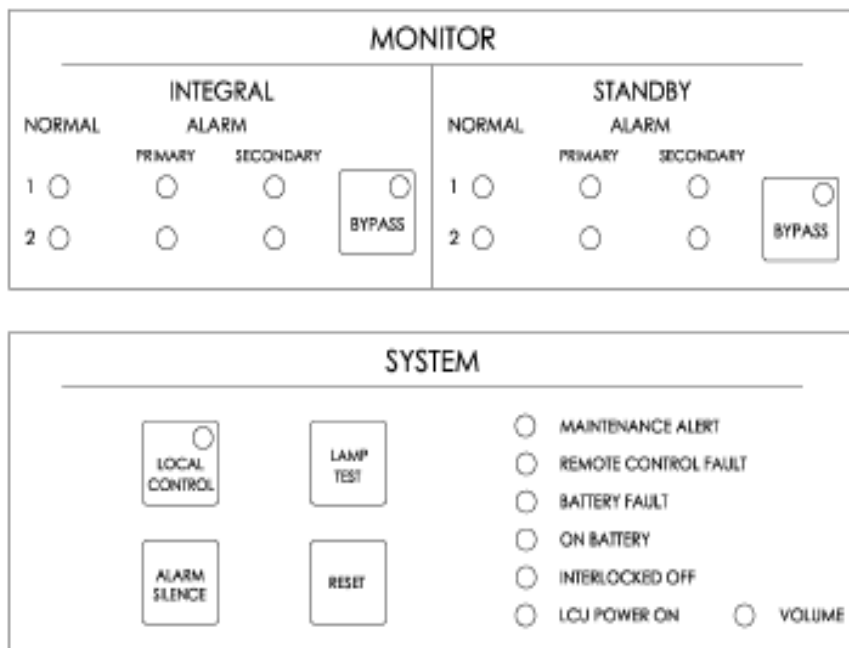 MONITOR
INTEGRAL
NORMAL ALARM
PRIMARY SECONDARY
1
2
BYPASS
STANDBY
NORMAL ALARM
PRIMARY SECONDARY
1
2
BYPASS
SYSTEM
LOCAL
CONTROL
LAMP
TEST
ALARM
SILENCE
RESET
MAINTENANCE ALERT
REMOTE CONTROL FAULT
BATTERY FAULT
ON BATTERY
INTERLOCKED OFF
LCU POWER ON VOLUME